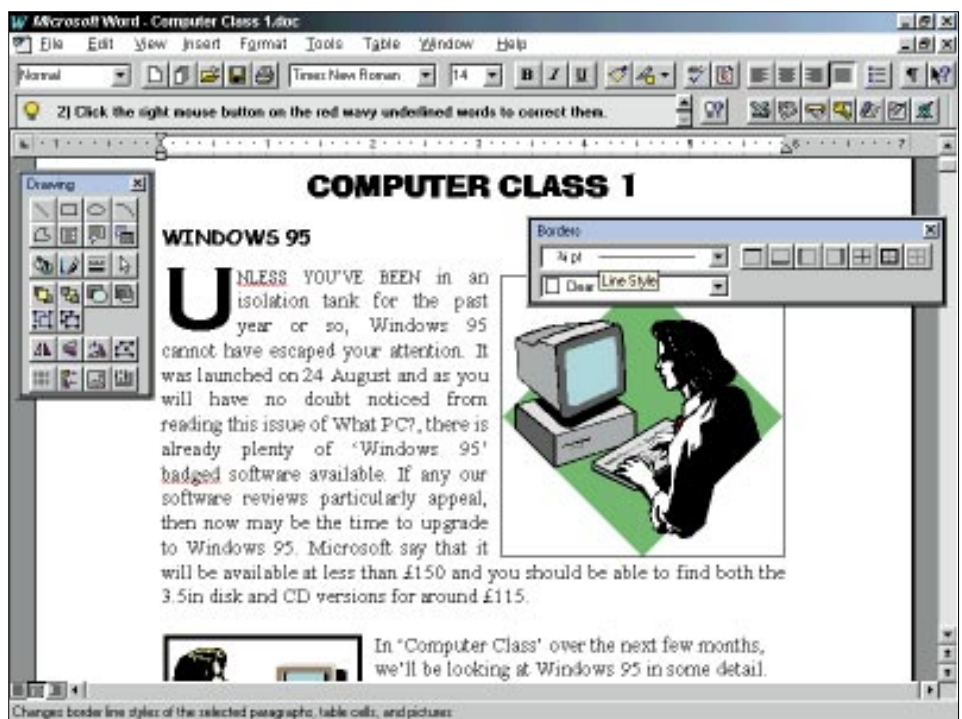 Microsoft Word - Computer Class 1.doc
File Edit View Insert Format Tools Table Window Help
Normal Times New Roman 14 B I U
2) Click the right mouse button on the red wavy underlined words to correct them.
1 1 2 3 4 5 6 7
Drawing
COMPUTER CLASS 1
Borders
¾ pt
Clear
Line Style
WINDOWS 95
UNLESS YOU'VE BEEN in an
isolation tank for the past
year or so, Windows 95
cannot have escaped your attention. It
was launched on 24 August and as you
will have no doubt noticed from
reading this issue of What PC?, there is
already plenty of 'Windows 95'
badged software available. If any our
software reviews particularly appeal,
then now may be the time to upgrade
to Windows 95. Microsoft say that it
will be available at less than £150 and you should be able to find both the
3.5in disk and CD versions for around £115.
In 'Computer Class' over the next few months,
we'll be looking at Windows 95 in some detail.
Changes border line styles of the selected paragraphs, table cells, and pictures